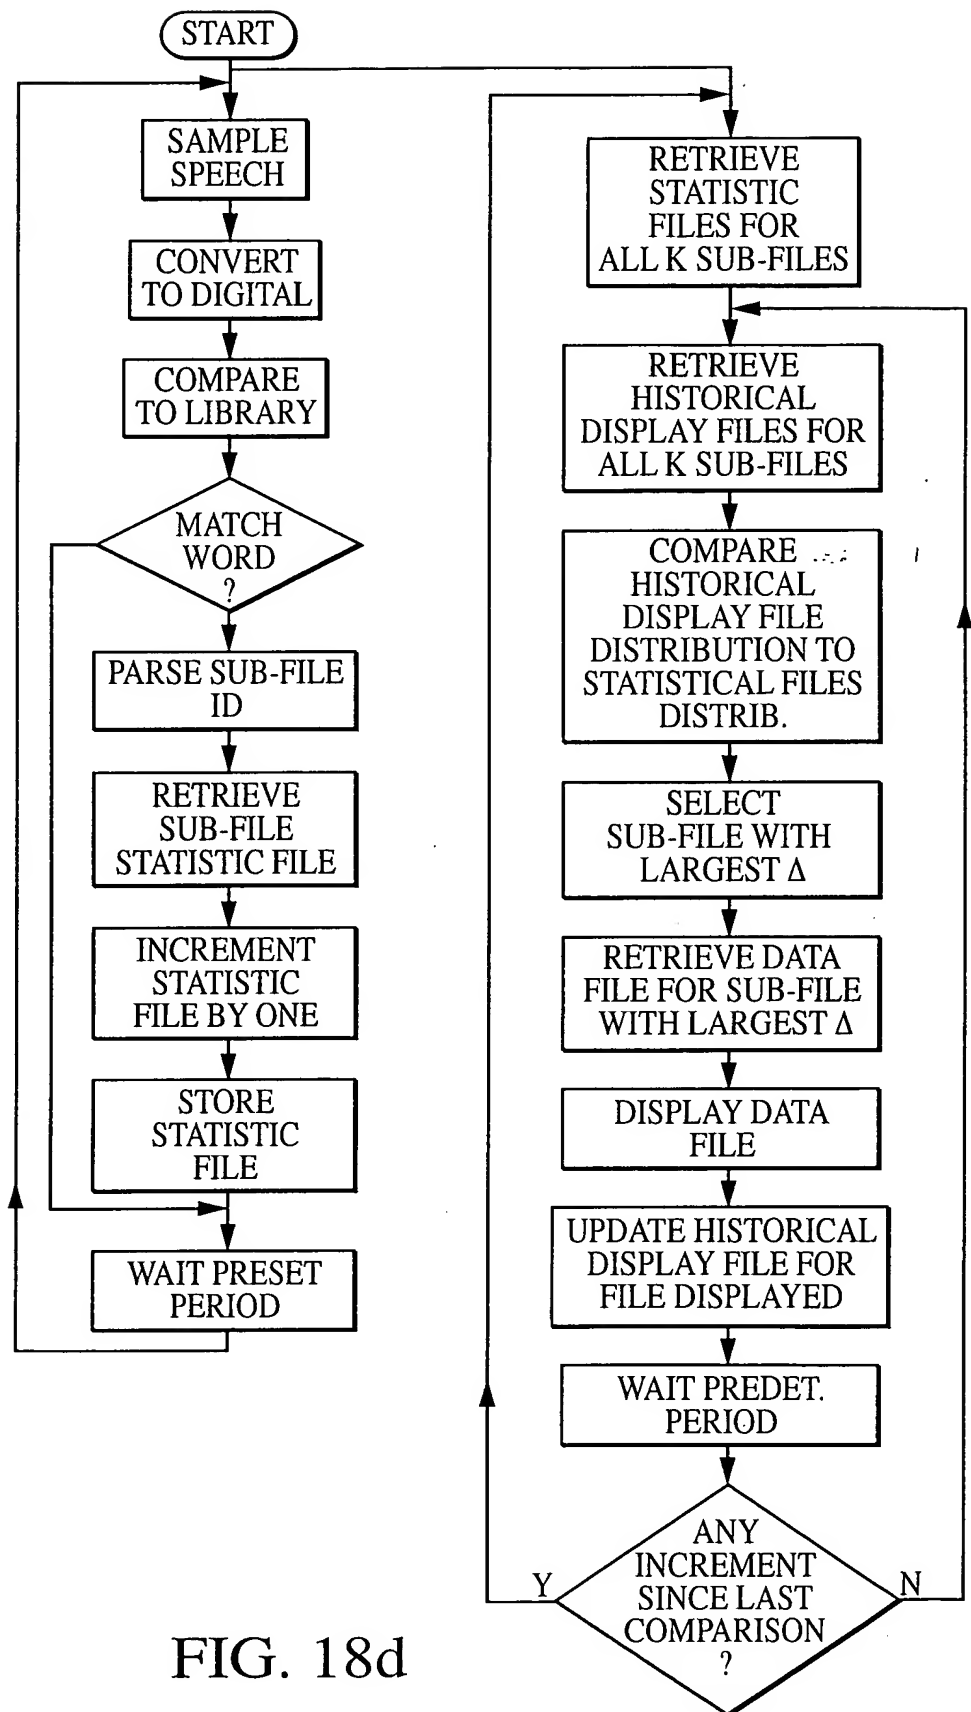 START
SAMPLE
SPEECH
CONVERT
TO DIGITAL
COMPARE
TO LIBRARY
MATCH
WORD
?
PARSE SUB-FILE
ID
RETRIEVE
SUB-FILE
STATISTIC FILE
INCREMENT
STATISTIC
FILE BY ONE
STORE
STATISTIC
FILE
WAIT PRESET
PERIOD
RETRIEVE
STATISTIC
FILES FOR
ALL K SUB-FILES
RETRIEVE
HISTORICAL
DISPLAY FILES FOR
ALL K SUB-FILES
COMPARE
HISTORICAL
DISPLAY FILE
DISTRIBUTION TO
STATISTICAL FILES
DISTRIB.
SELECT
SUB-FILE WITH
LARGEST Δ
RETRIEVE DATA
FILE FOR SUB-FILE
WITH LARGEST Δ
DISPLAY DATA
FILE
UPDATE HISTORICAL
DISPLAY FILE FOR
FILE DISPLAYED
WAIT PREDET.
PERIOD
ANY
INCREMENT
SINCE LAST
COMPARISON
?
Y
N
FIG. 18d